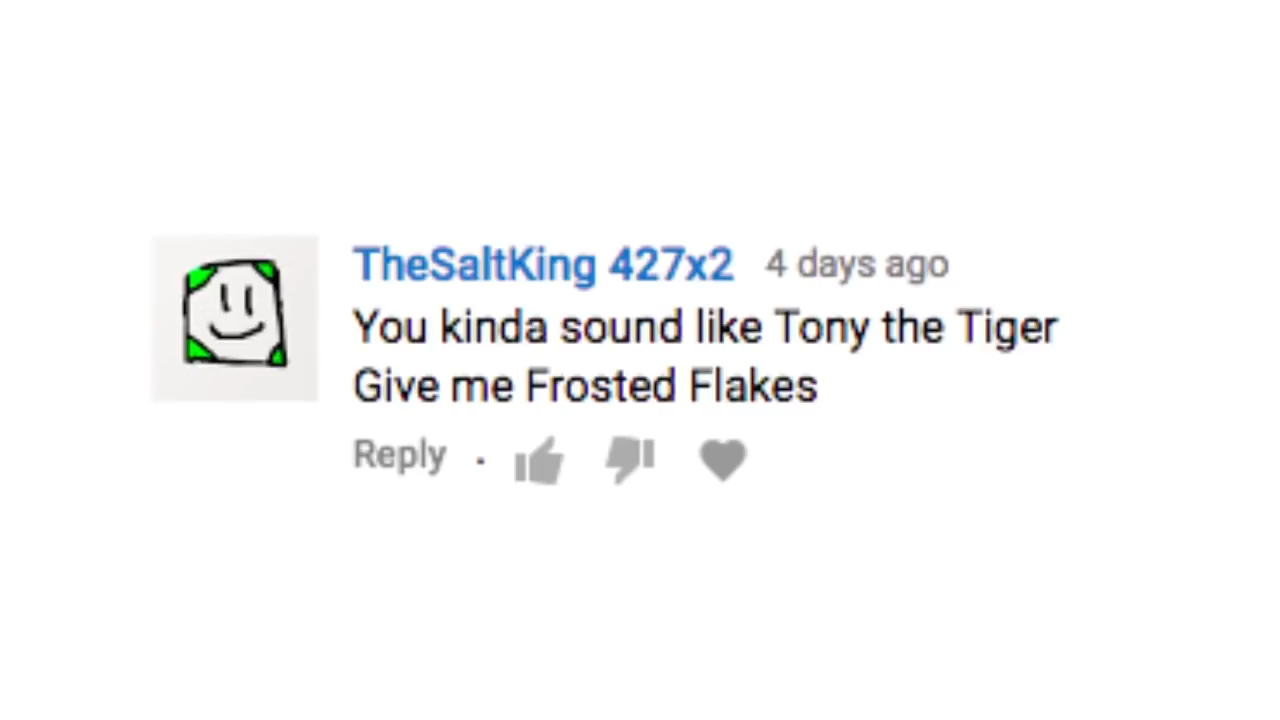 TheSaltKing 427x2 4 days ago
You kinda sound like Tony the Tiger
Give me Frosted Flakes
Reply ·